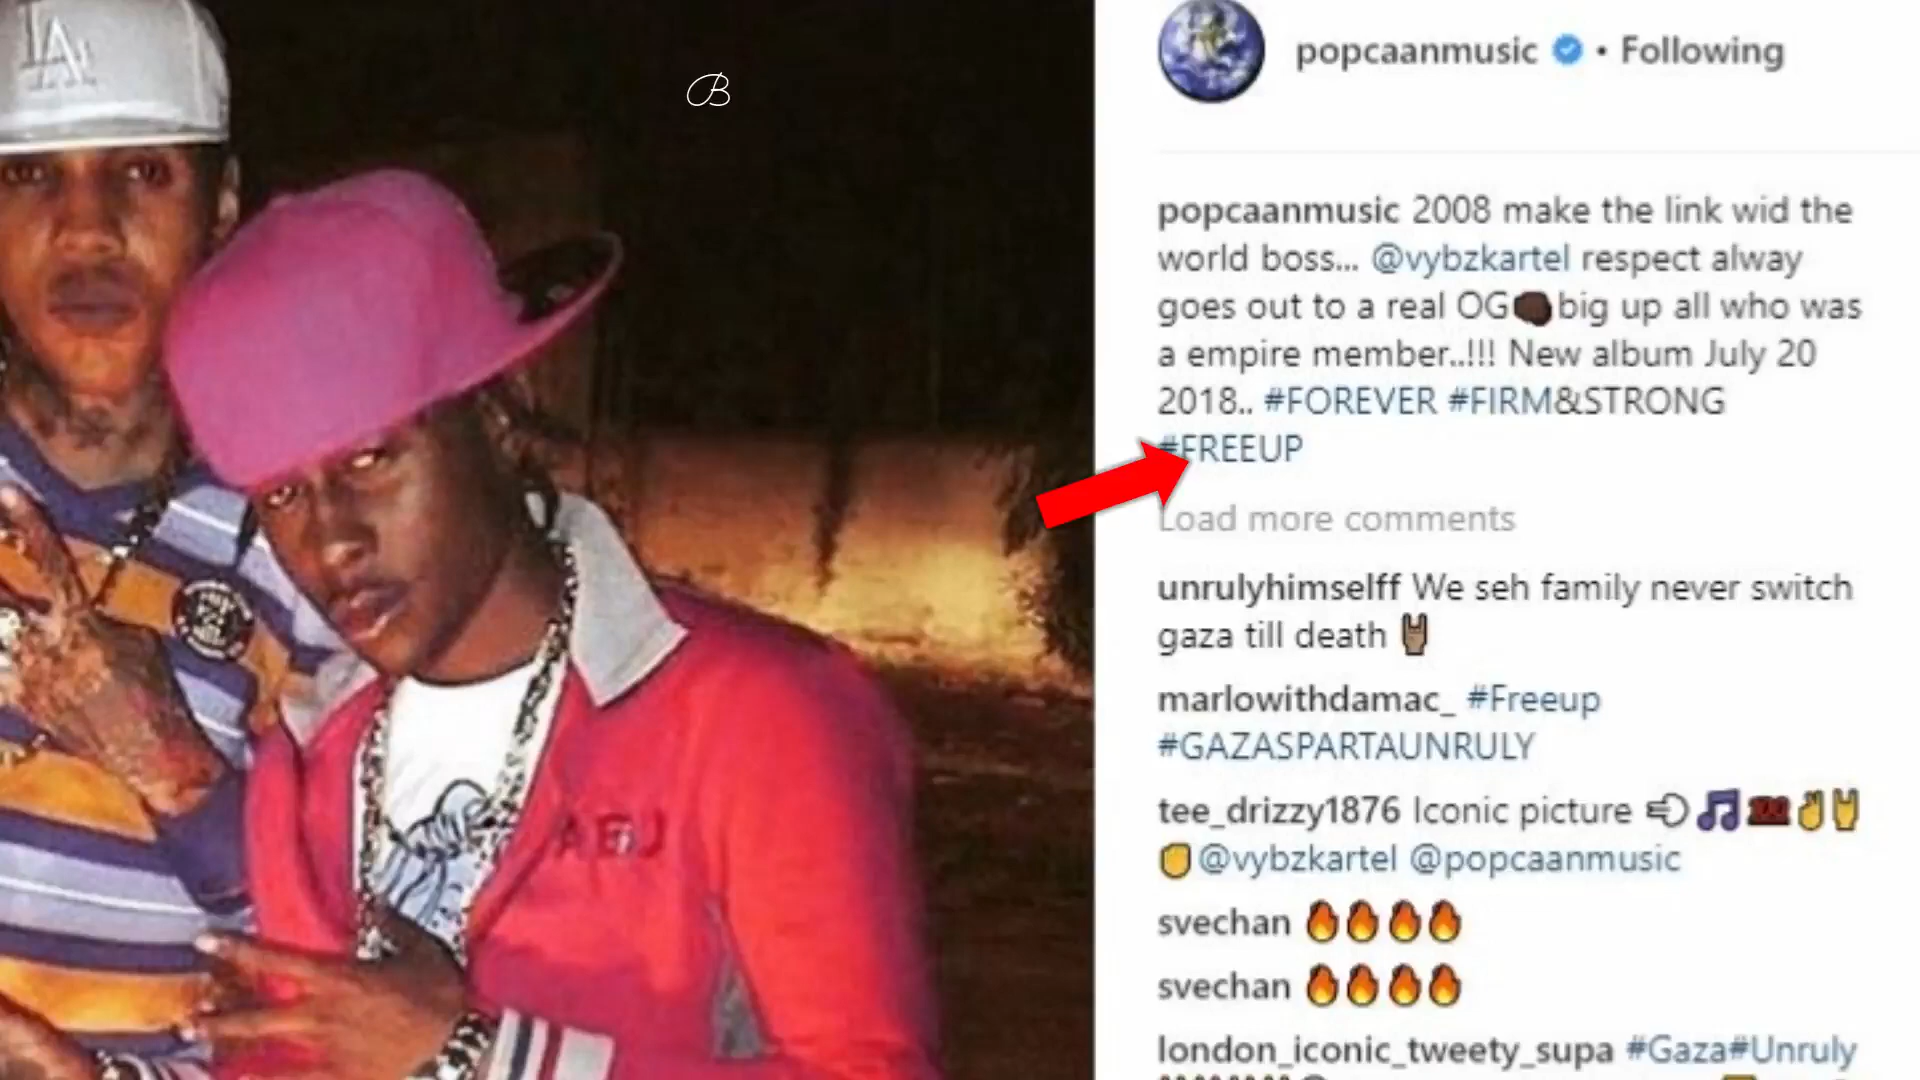 LA
B
popcaanmusic • Following
popcaanmusic 2008 make the link wid the
world boss... @vybzkartel respect alway
goes out to a real OG✊🏿big up all who was
a empire member..!!! New album July 20
2018.. #FOREVER #FIRM&STRONG
#FREEUP
Load more comments
unrulyhimselff We seh family never switch
gaza till death 🤘🏽
marlowithdamac_ #Freeup
#GAZASPARTAUNRULY
tee_drizzy1876 Iconic picture 💨🎵💯✌🤘
✊@vybzkartel @popcaanmusic
svechan 🔥🔥🔥🔥
svechan 🔥🔥🔥🔥
london_iconic_tweety_supa #Gaza#Unruly